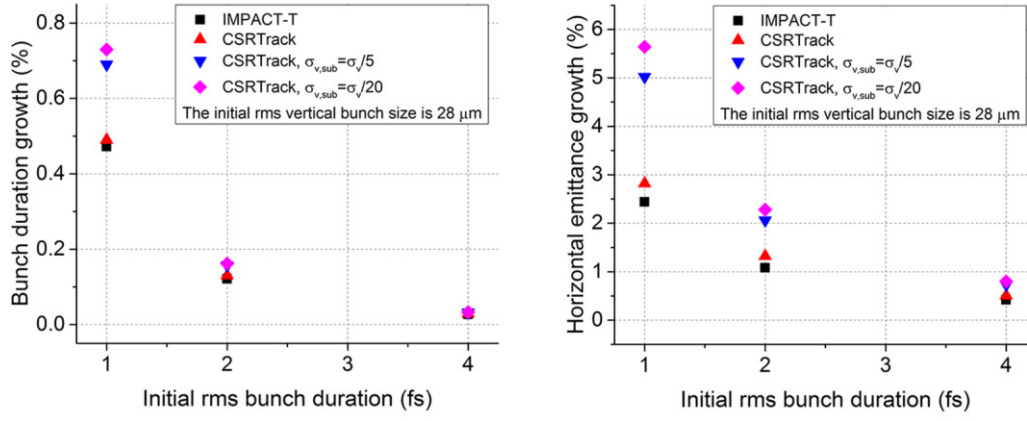 0.8
0.6
0.4
0.2
0.0
Bunch duration growth (%)
IMPACT-T
CSRTrack
CSRTrack, σv,sub=σv/5
CSRTrack, σv,sub=σv/20
The initial rms vertical bunch size is 28 μm
1 2 3 4
Initial rms bunch duration (fs)
6
5
4
3
2
1
0
Horizontal emittance growth (%)
IMPACT-T
CSRTrack
CSRTrack, σv,sub=σv/5
CSRTrack, σv,sub=σv/20
The initial rms vertical bunch size is 28 μm
1 2 3 4
Initial rms bunch duration (fs)